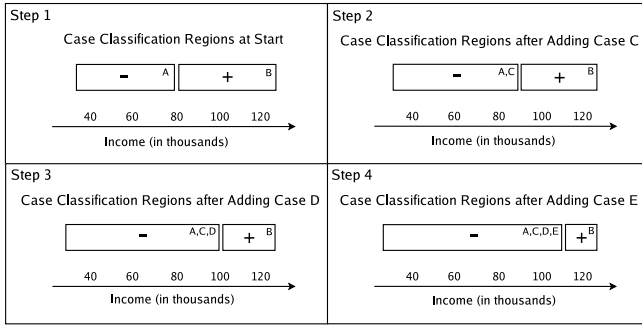 Step 1
Case Classification Regions at Start
- A + B
40 60 80 100 120
Income (in thousands)
Step 2
Case Classification Regions after Adding Case C
- A,C + B
40 60 80 100 120
Income (in thousands)
Step 3
Case Classification Regions after Adding Case D
- A,C,D + B
40 60 80 100 120
Income (in thousands)
Step 4
Case Classification Regions after Adding Case E
- A,C,D,E + B
40 60 80 100 120
Income (in thousands)